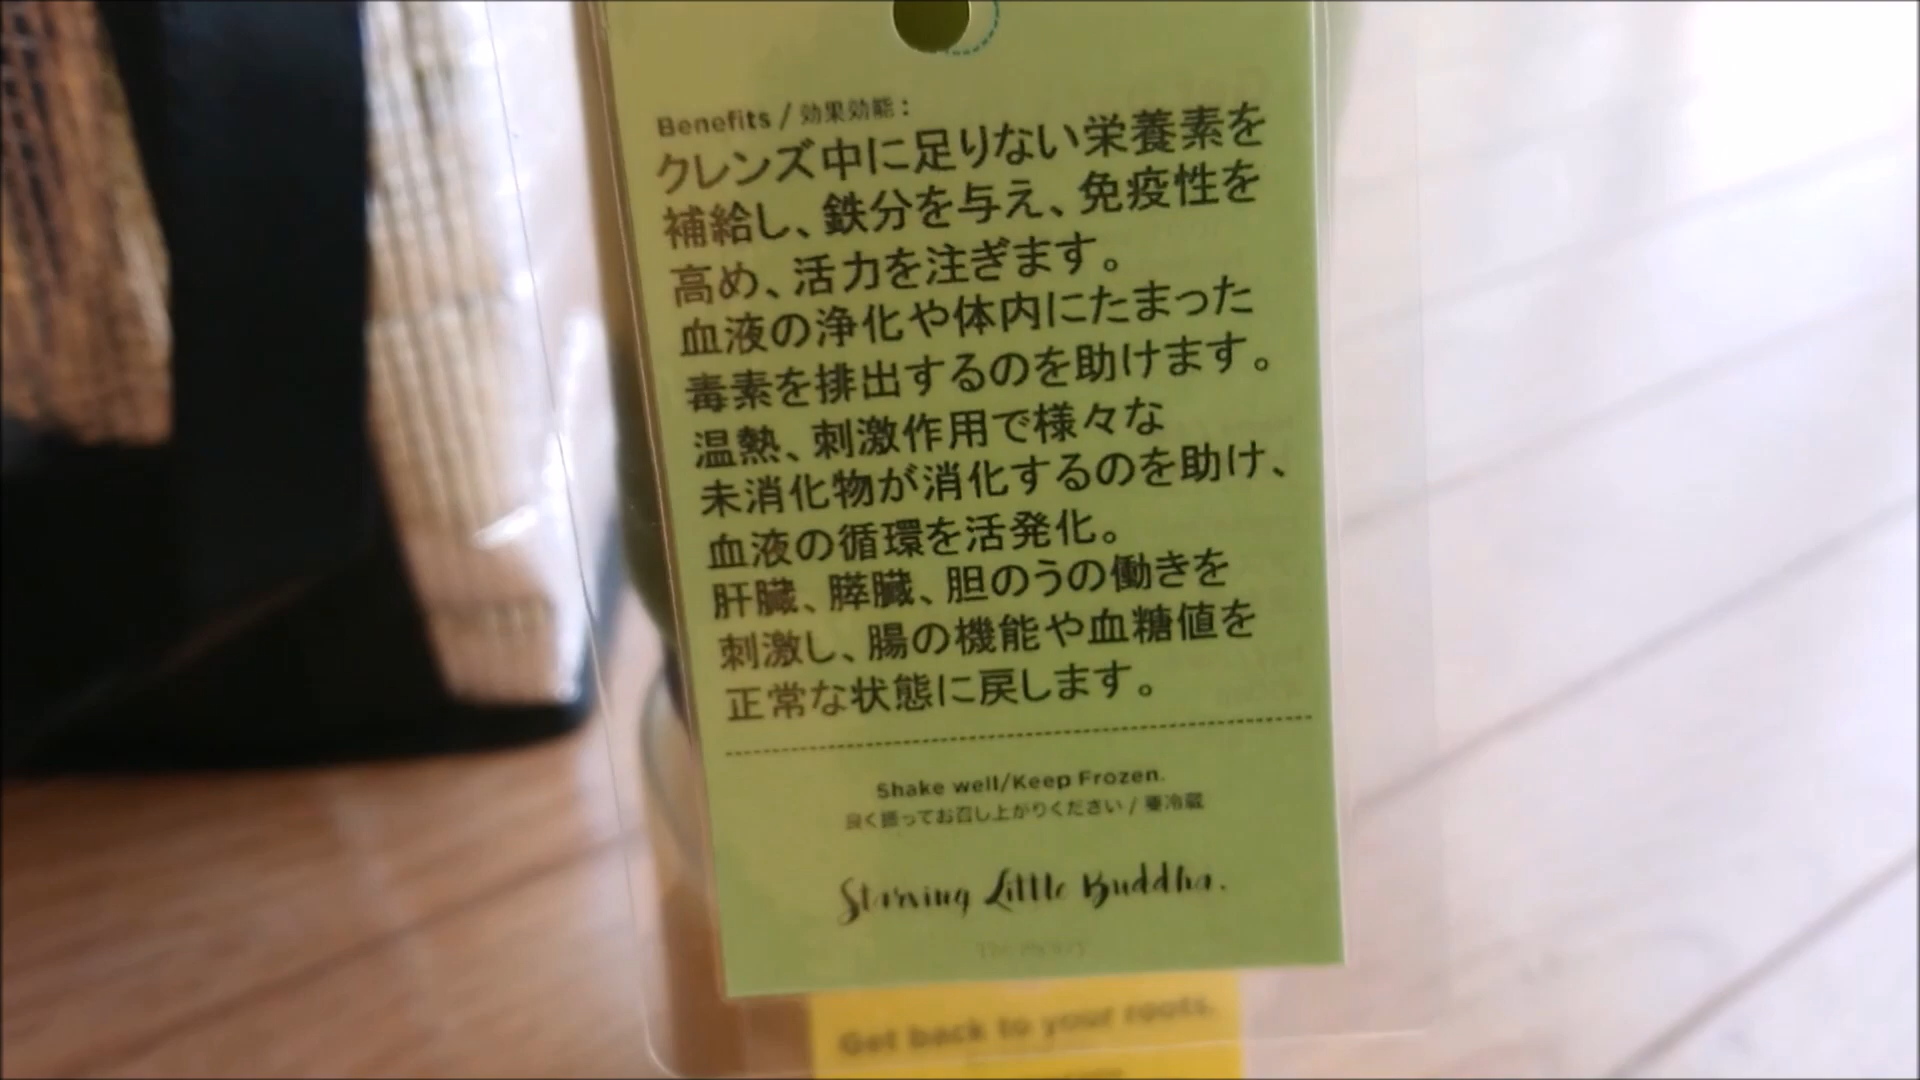 Benefits / 効果効能：
クレンズ中に足りない栄養素を
補給し、鉄分を与え、免疫性を
高め、活力を注ぎます。
血液の浄化や体内にたまった
毒素を排出するのを助けます。
温熱、刺激作用で様々な
未消化物が消化するのを助け、
血液の循環を活発化。
肝臓、膵臓、胆のうの働きを
刺激し、腸の機能や血糖値を
正常な状態に戻します。
Shake well/Keep Frozen.
良く振ってお召し上がりください / 要冷蔵
Starving Little Buddha.
Get back to your roots.